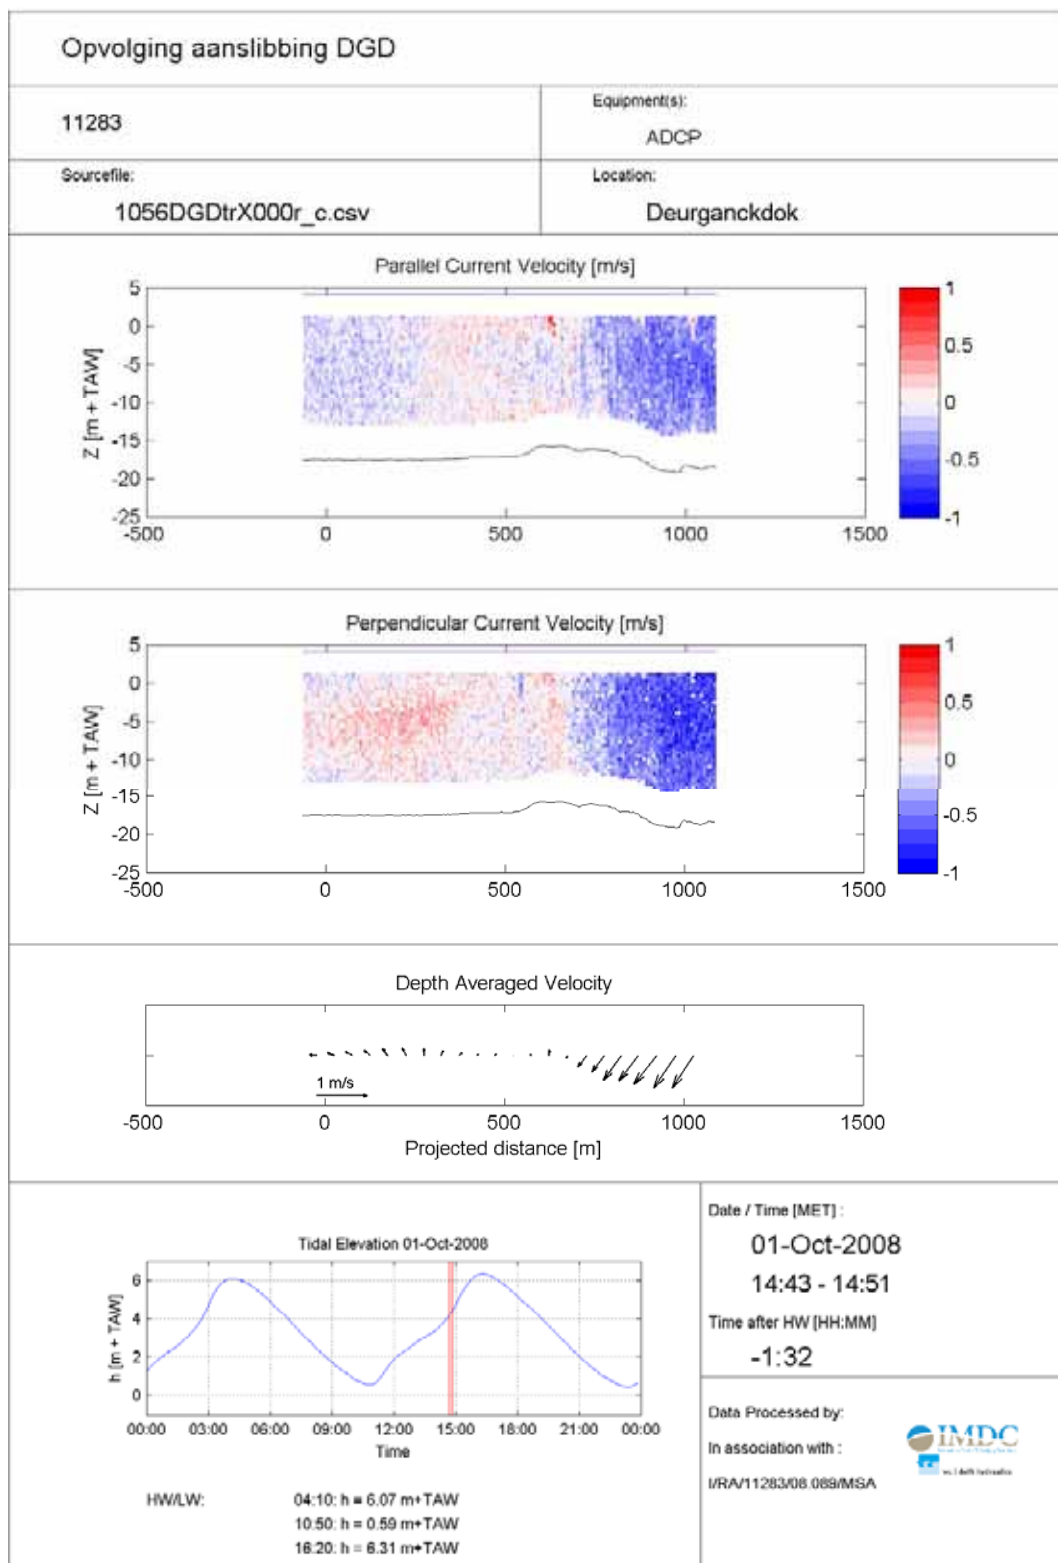 Opvolging aanslibbing DGD
11283
Equipment(s):
ADCP
Sourcefile:
1056DGDtrX000r_c.csv
Location:
Deurganckdok
Parallel Current Velocity [m/s]
5
0
-5
-10
-15
-20
-25
Z [m + TAW]
-500
0
500
1000
1500
1
0.5
0
-0.5
-1
Perpendicular Current Velocity [m/s]
5
0
-5
-10
-15
-20
-25
Z [m + TAW]
-500
0
500
1000
1500
1
0.5
0
-0.5
-1
Depth Averaged Velocity
1 m/s
-500
0
500
1000
1500
Projected distance [m]
Tidal Elevation 01-Oct-2008
6
4
2
0
h [m + TAW]
00:00 03:00 06:00 09:00 12:00 15:00 18:00 21:00 00:00
Time
HW/LW:
04:10: h = 6.07 m+TAW
10:50: h = 0.59 m+TAW
16:20: h = 6.31 m+TAW
Date / Time [MET] :
01-Oct-2008
14:43 - 14:51
Time after HW [HH:MM]
-1:32
Data Processed by:
IMDC
In association with :
wl | delft hydraulics
I/RA/11283/08.089/MSA